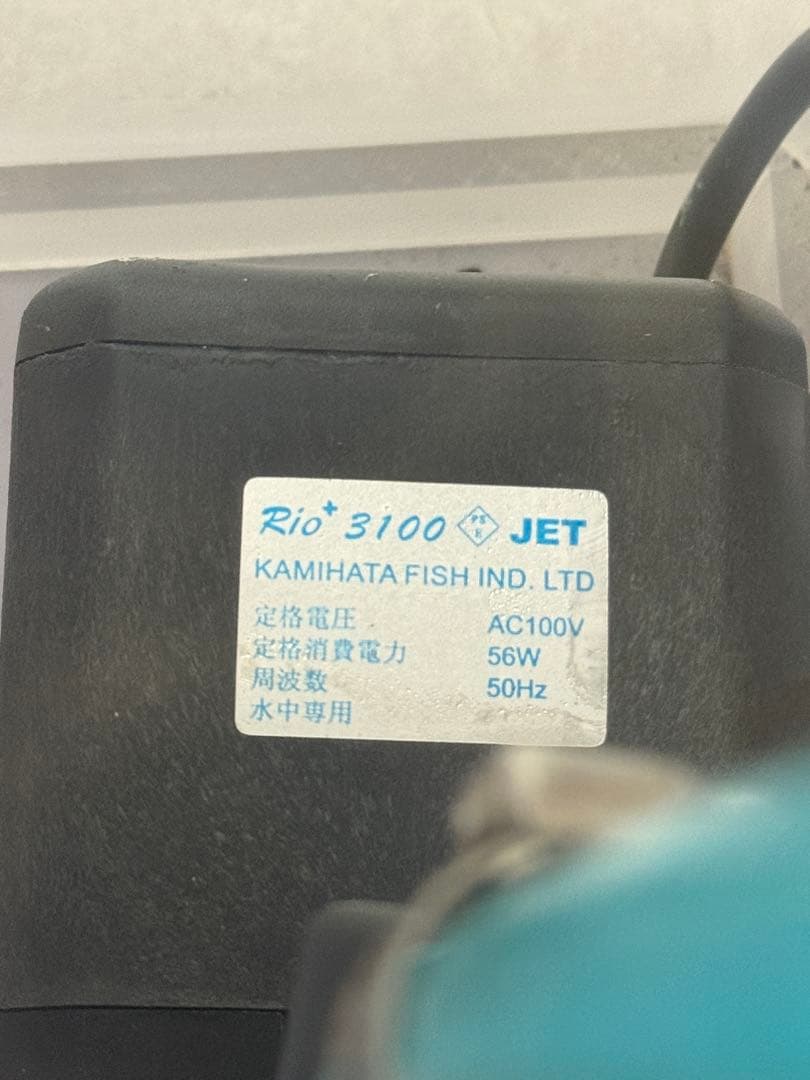 Rio+ 3100 PS E JET
KAMIHATA FISH IND. LTD
定格電圧 AC100V
定格消費電力 56W
周波数 50Hz
水中専用